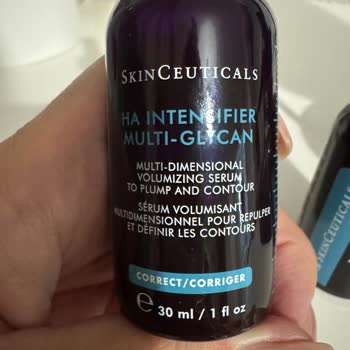 SKINCEUTICALS
HA INTENSIFIER
MULTI-GLYCAN
MULTI-DIMENSIONAL
VOLUMIZING SERUM
TO PLUMP AND CONTOUR
SÉRUM VOLUMISANT
MULTIDIMENSIONNEL POUR REPULPER
ET DÉFINIR LES CONTOURS
CORRECT/CORRIGER
℮ 30 ml / 1 fl oz
SKINCEUTICALS